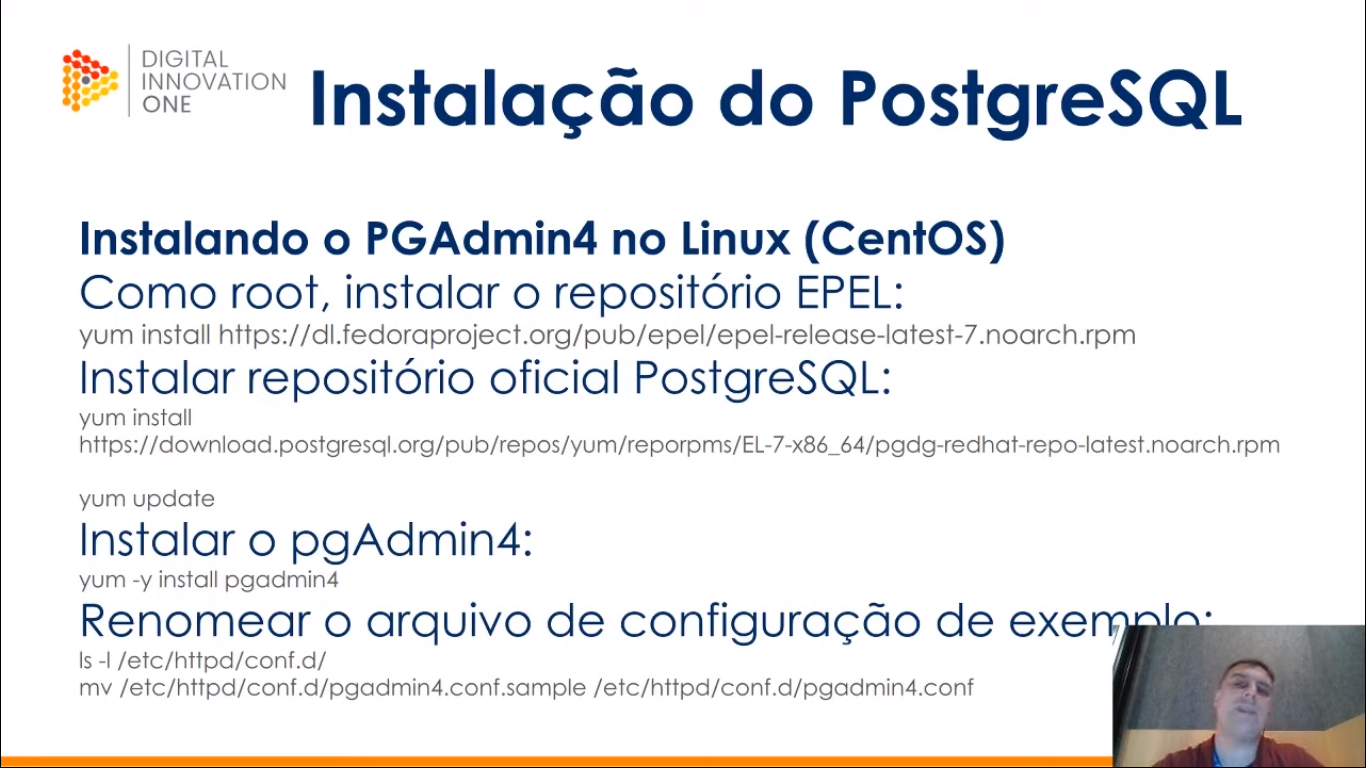 DIGITAL
INNOVATION
ONE
Instalação do PostgreSQL
Instalando o PGAdmin4 no Linux (CentOS)
Como root, instalar o repositório EPEL:
yum install https://dl.fedoraproject.org/pub/epel/epel-release-latest-7.noarch.rpm
Instalar repositório oficial PostgreSQL:
yum install
https://download.postgresql.org/pub/repos/yum/reporpms/EL-7-x86_64/pgdg-redhat-repo-latest.noarch.rpm
yum update
Instalar o pgAdmin4:
yum -y install pgadmin4
Renomear o arquivo de configuração de exemplo:
ls -l /etc/httpd/conf.d/
mv /etc/httpd/conf.d/pgadmin4.conf.sample /etc/httpd/conf.d/pgadmin4.conf